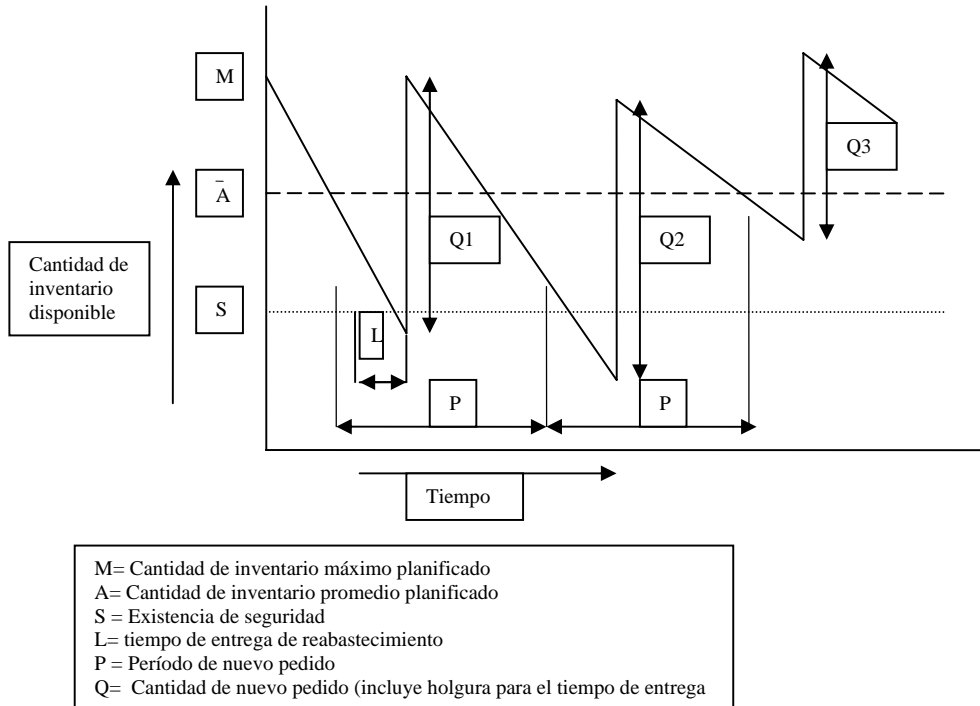 M
Q3
A
Cantidad de
inventario
disponible
Q1
Q2
S
L
P
P
Tiempo
M= Cantidad de inventario máximo planificado
A= Cantidad de inventario promedio planificado
S = Existencia de seguridad
L= tiempo de entrega de reabastecimiento
P = Período de nuevo pedido
Q=  Cantidad de nuevo pedido (incluye holgura para el tiempo de entrega